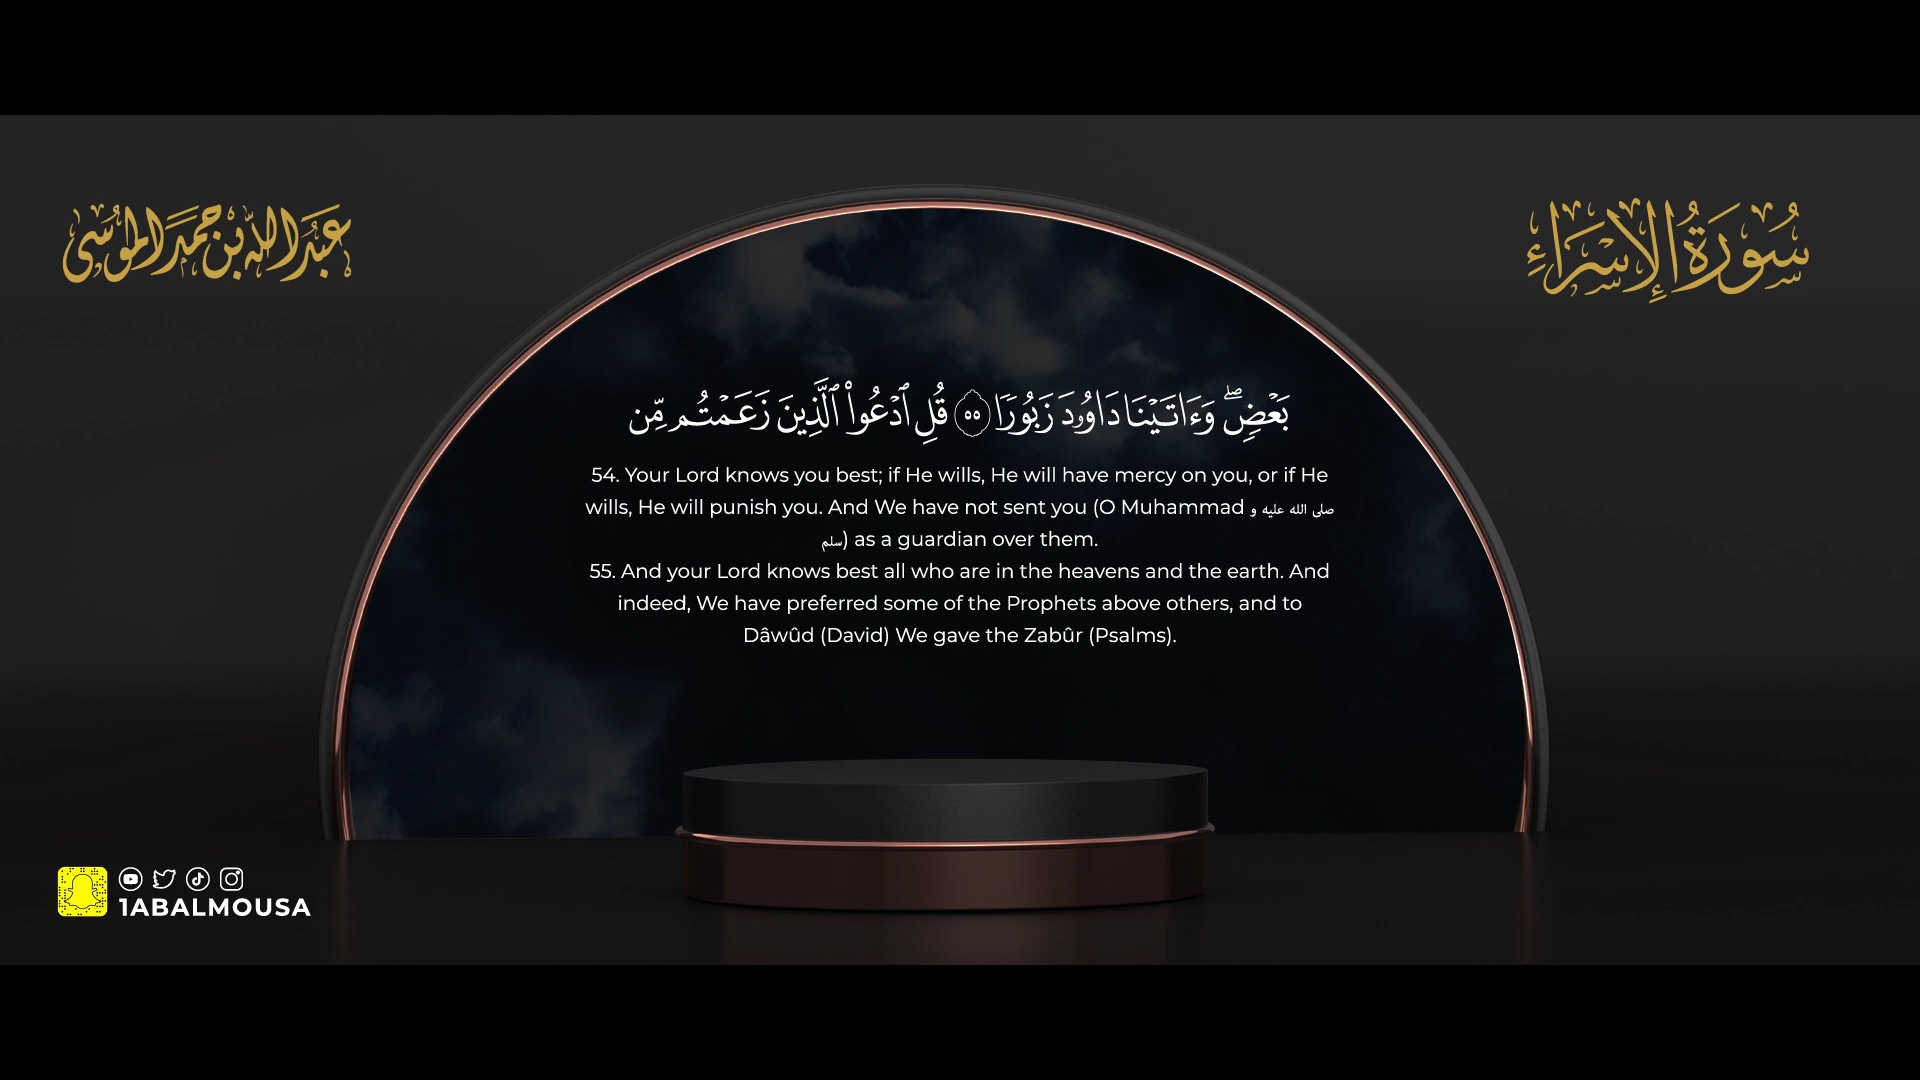 عَبْدُ اللَّه بْن حَمَد المُوسَى
سُورَةُ الإِسْرَاءِ
بَعْضٍۖ وَءَاتَيْنَا دَاوُۥدَ زَبُورًا ٥٥ قُلِ ٱدْعُوا۟ ٱلَّذِينَ زَعَمْتُم مِّن
54. Your Lord knows you best; if He wills, He will have mercy on you, or if He
wills, He will punish you. And We have not sent you (O Muhammad صلى الله عليه و
سلم) as a guardian over them.
55. And your Lord knows best all who are in the heavens and the earth. And
indeed, We have preferred some of the Prophets above others, and to
Dâwûd (David) We gave the Zabûr (Psalms).
1ABALMOUSA